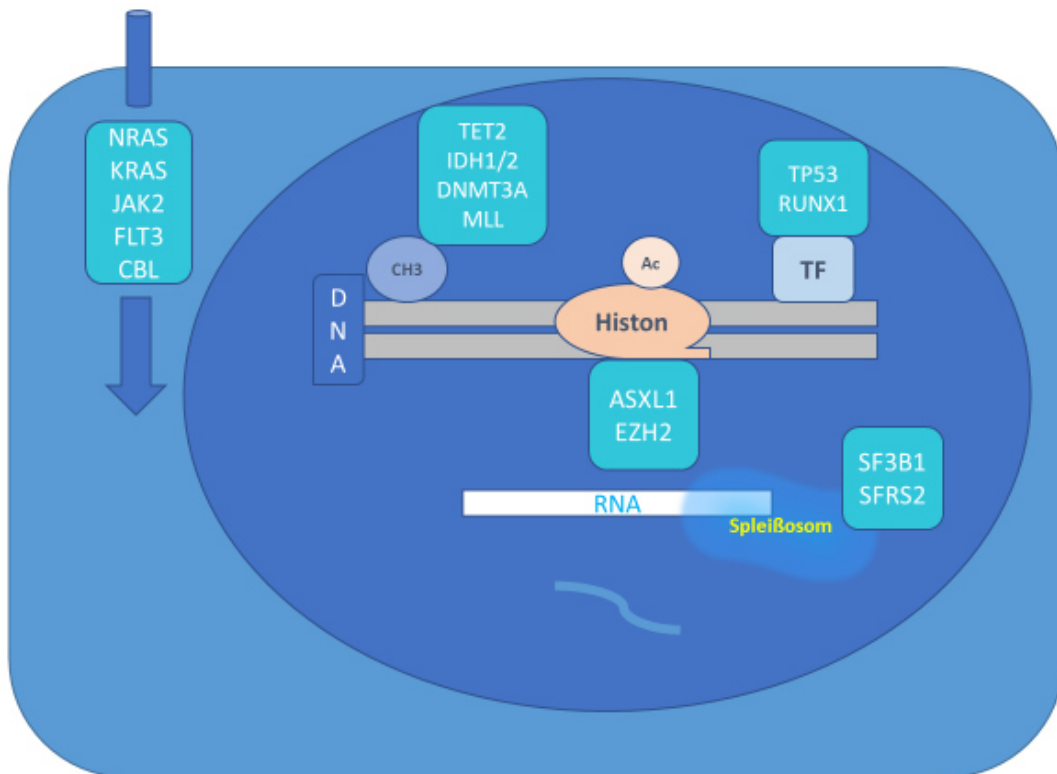 NRAS
KRAS
JAK2
FLT3
CBL
TET2
IDH1/2
DNMT3A
MLL
TP53
RUNX1
CH3
Ac
TF
D
N
A
Histon
ASXL1
EZH2
SF3B1
SFRS2
RNA
Spleißosom